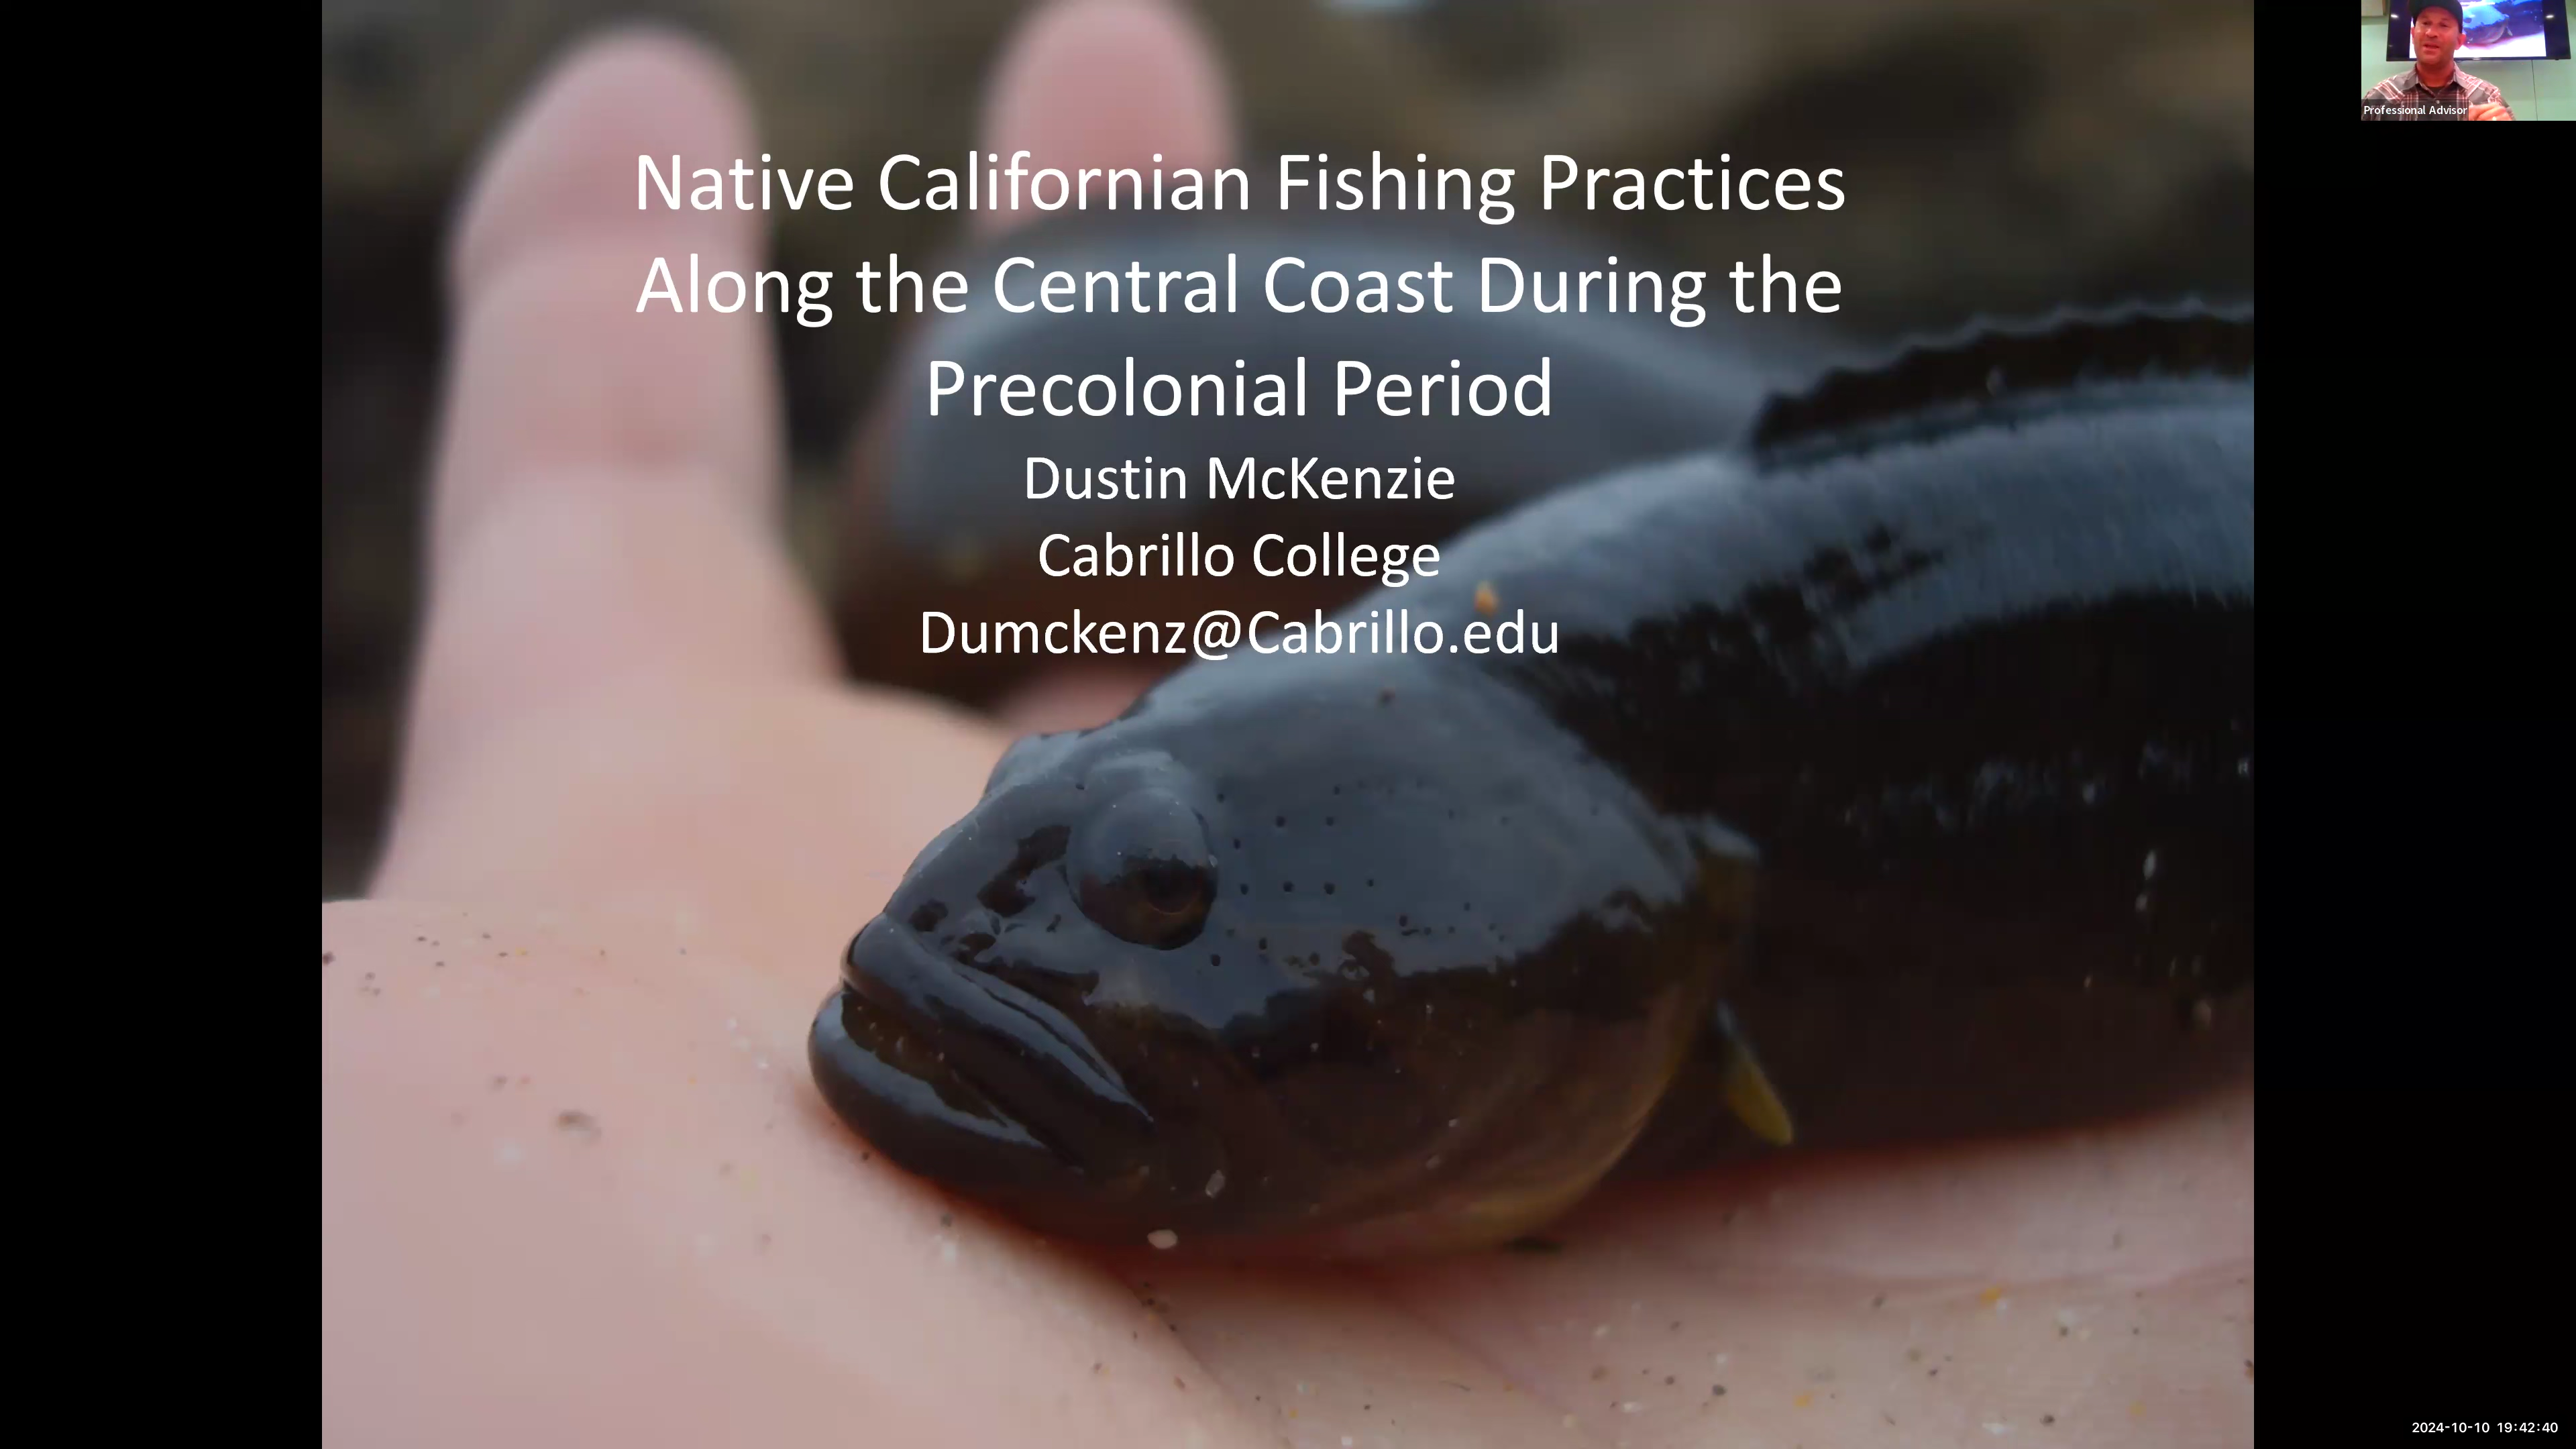 Native Californian Fishing Practices
Along the Central Coast During the
Precolonial Period
Dustin McKenzie
Cabrillo College
Dumckenz@Cabrillo.edu
Professional Advisor
2024-10-10 19:42:40